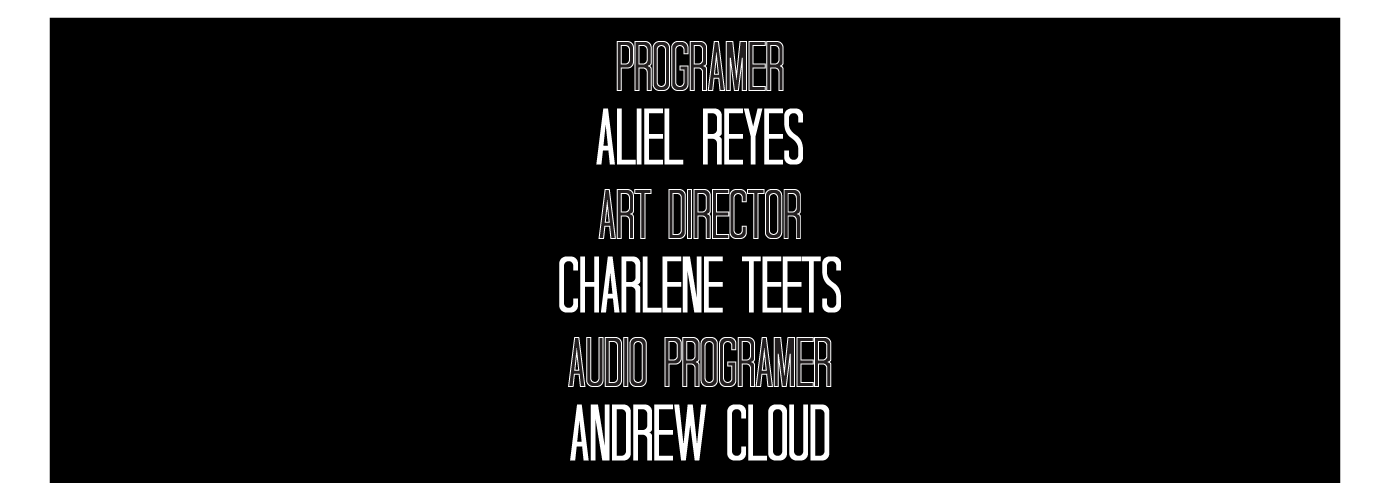 PROGRAMER
ALIEL REYES
ART DIRECTOR
CHARLENE TEETS
AUDIO PROGRAMER
ANDREW CLOUD